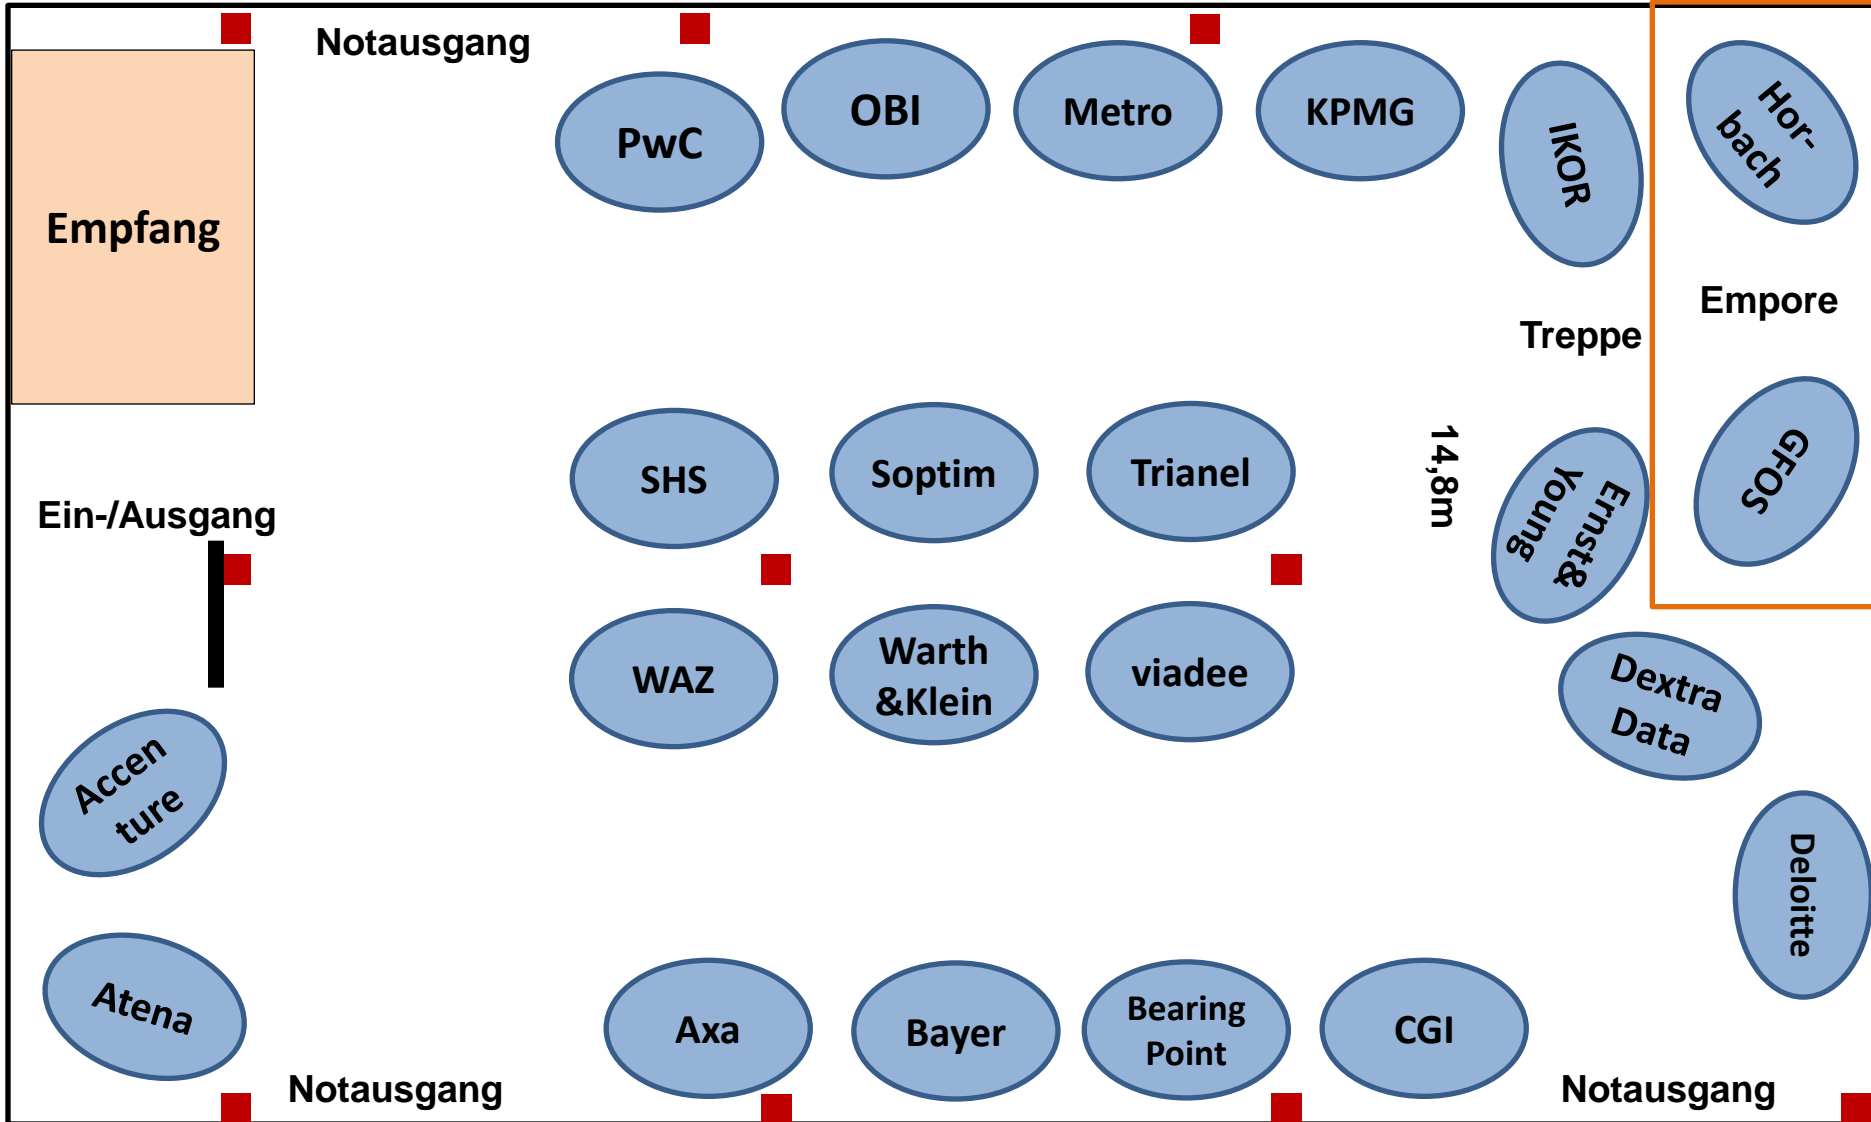 Notausgang
PwC
OBI
Metro
KPMG
IKOR
Hor-
bach
Empfang
Empore
Treppe
SHS
Soptim
Trianel
14,8m
Ernst&
Young
GFOS
Ein-/Ausgang
WAZ
Warth
&Klein
viadee
Dextra
Data
Accen
ture
Deloitte
Atena
Axa
Bayer
Bearing
Point
CGI
Notausgang
Notausgang